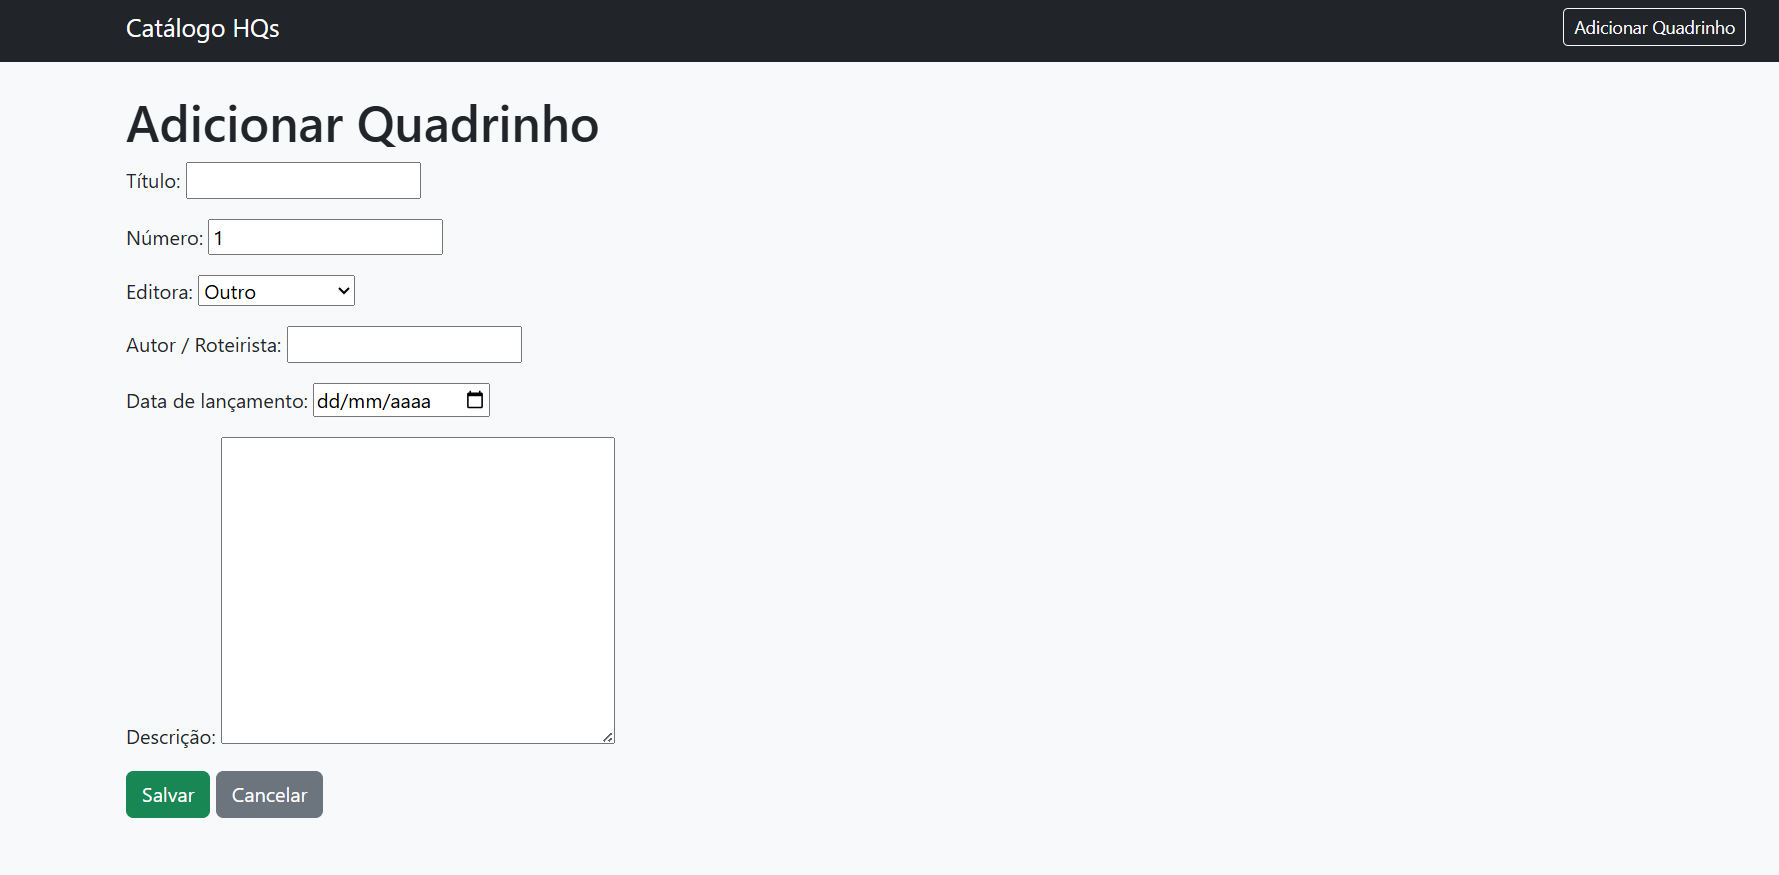 Catálogo HQs
Adicionar Quadrinho
Adicionar Quadrinho
Título:
Número: 1
Editora: Outro
Autor / Roteirista:
Data de lançamento: dd/mm/aaaa
Descrição:
Salvar Cancelar